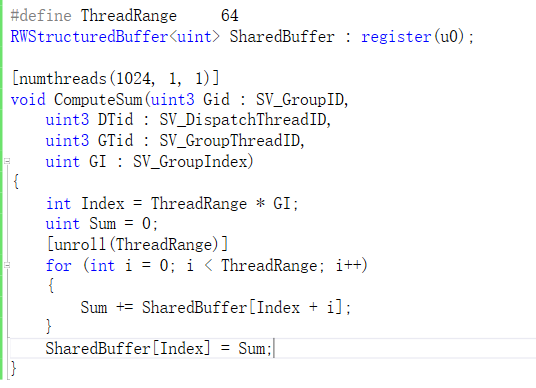 #define ThreadRange     64
RWStructuredBuffer<uint> SharedBuffer : register(u0);

[numthreads(1024, 1, 1)]
void ComputeSum(uint3 Gid : SV_GroupID,
    uint3 DTid : SV_DispatchThreadID,
    uint3 GTid : SV_GroupThreadID,
    uint GI : SV_GroupIndex)
{
    int Index = ThreadRange * GI;
    uint Sum = 0;
    [unroll(ThreadRange)]
    for (int i = 0; i < ThreadRange; i++)
    {
        Sum += SharedBuffer[Index + i];
    }
    SharedBuffer[Index] = Sum;
}